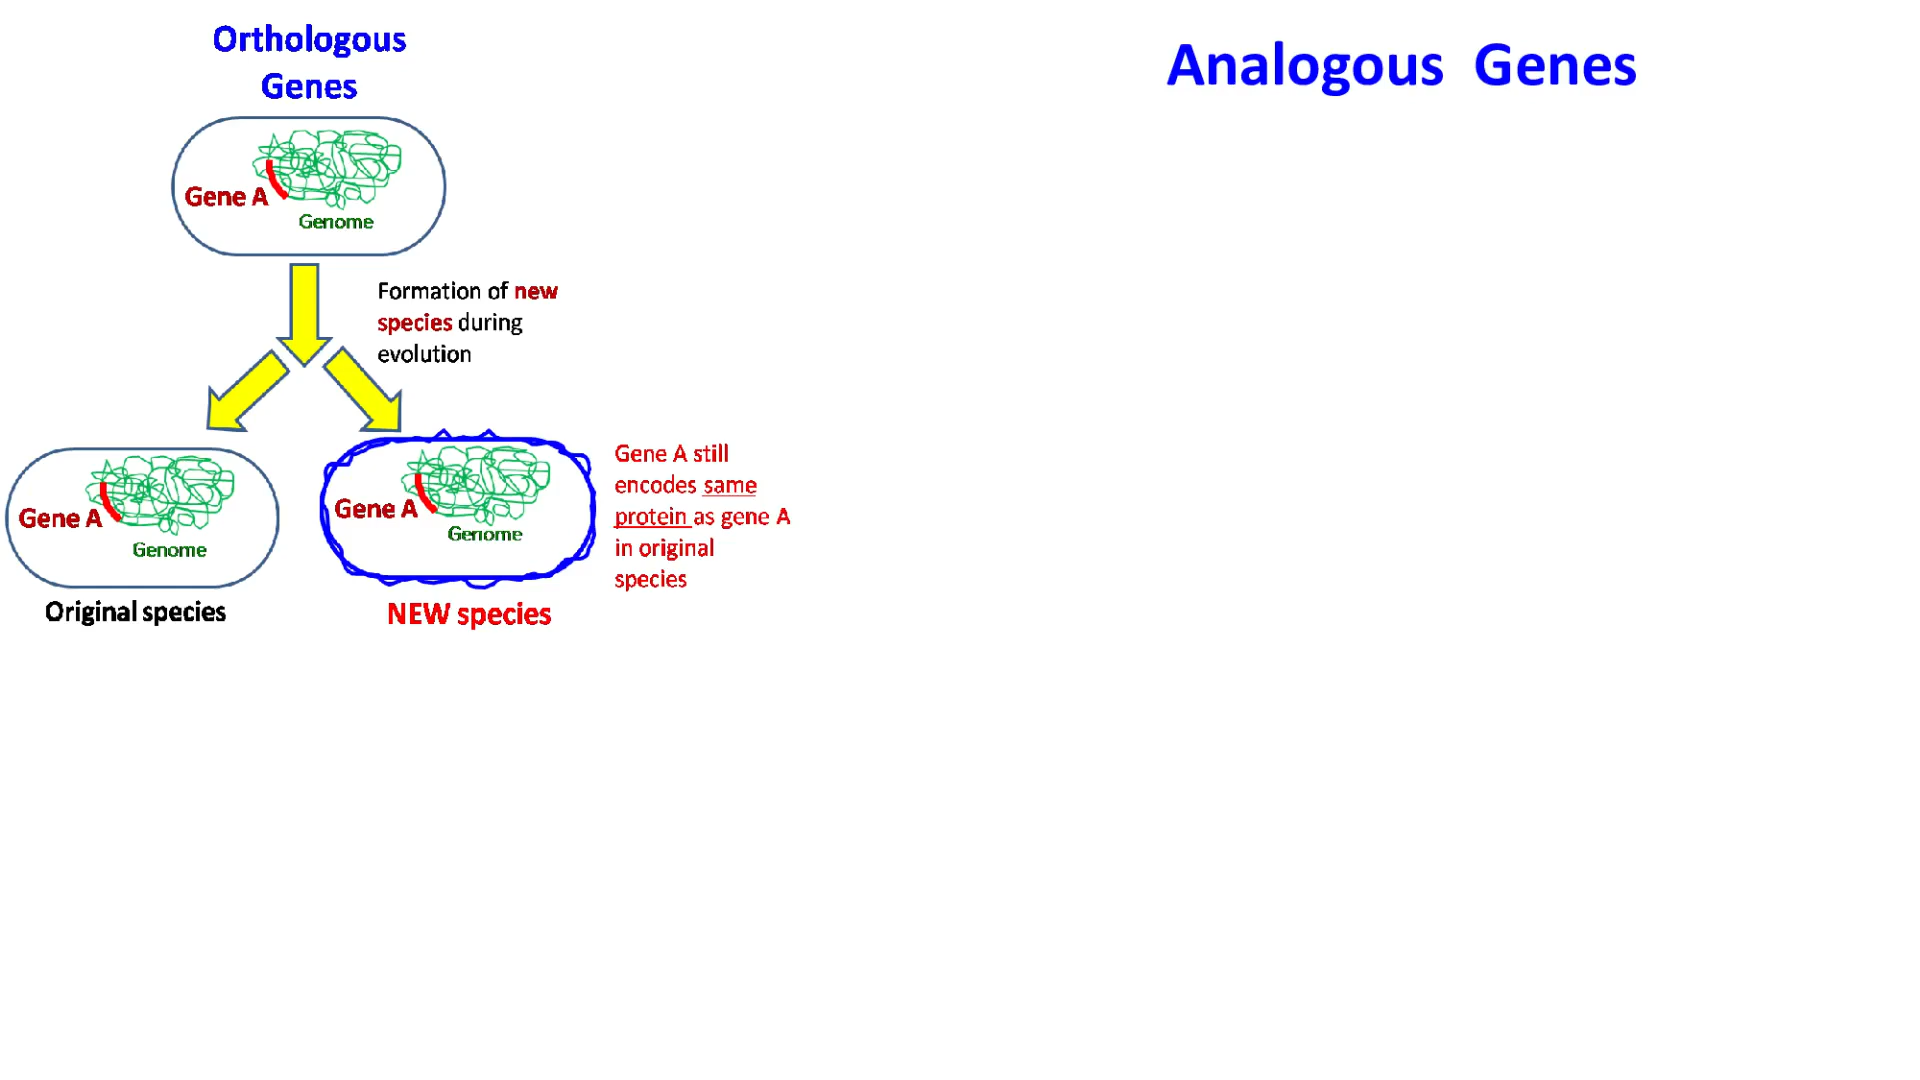 Orthologous
Genes
Gene A
Genome
Formation of new
species during
evolution
Gene A
Genome
Original species
Gene A
Genome
NEW species
Gene A still
encodes same
protein as gene A
in original
species
Analogous Genes